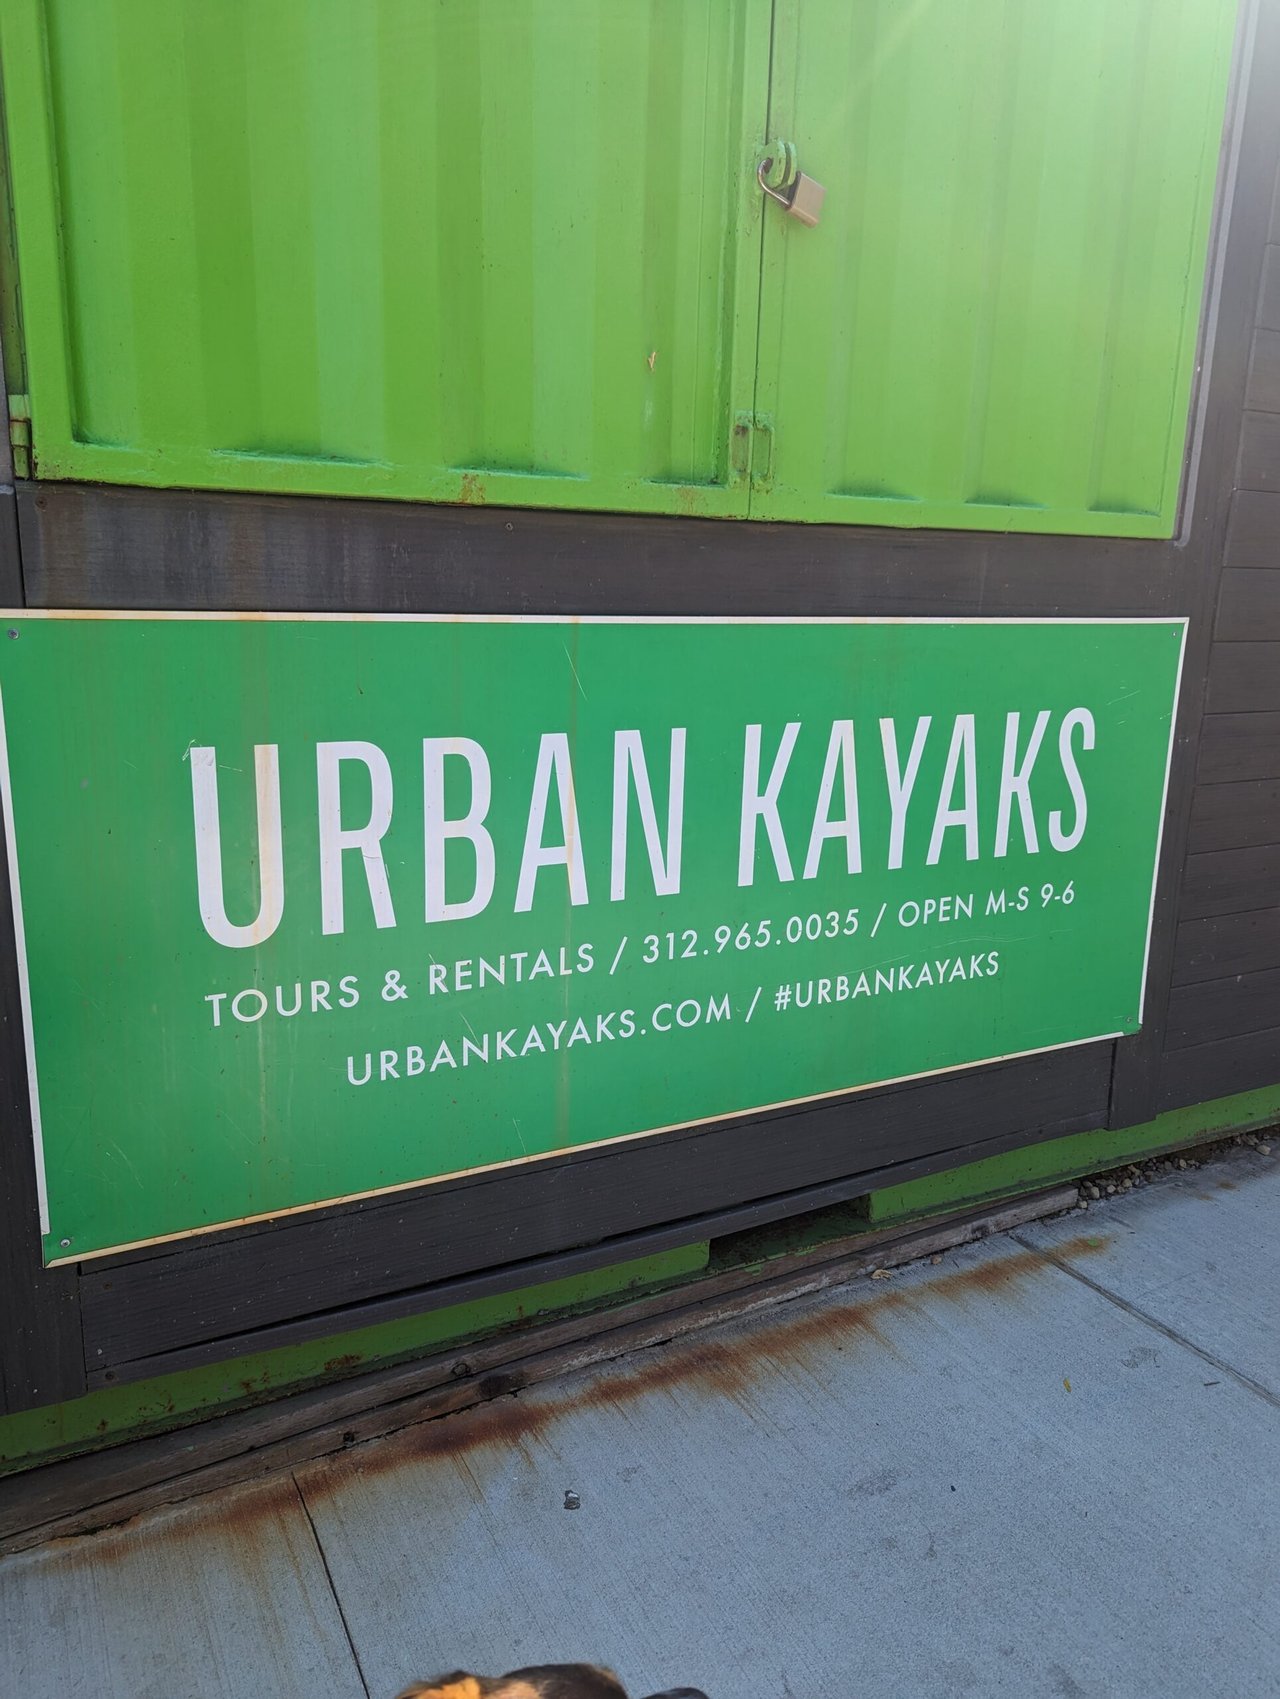 URBAN KAYAKS
TOURS & RENTALS / 312.965.0035 / OPEN M-S 9-6
URBANKAYAKS.COM / #URBANKAYAKS